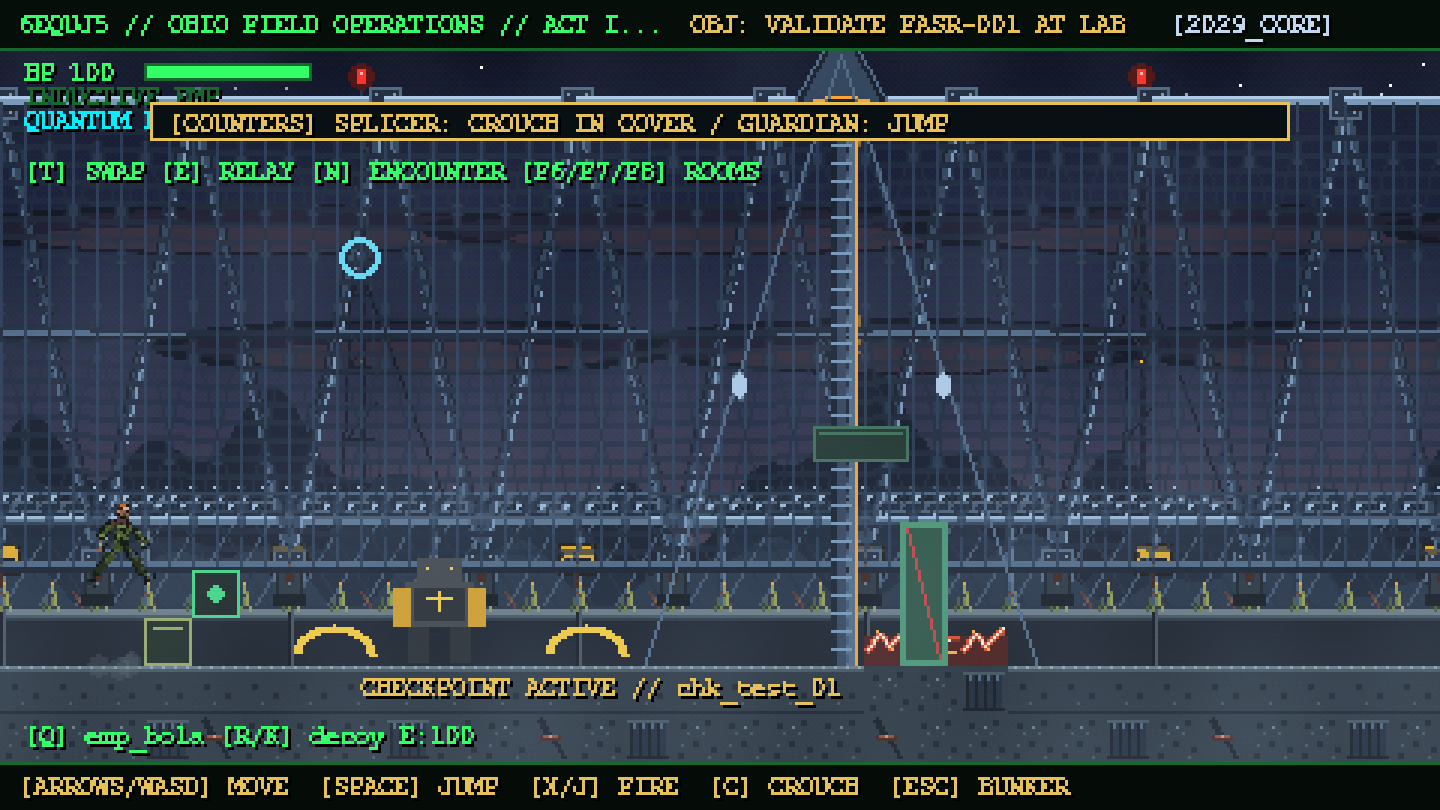 6EQUJ5 // OHIO FIELD OPERATIONS // ACT I... OBJ: VALIDATE FASR-001 AT LAB [2029_CORE]
HP 100
INDUCTIVE EMP
QUANTUM
[COUNTERS] SPLICER: CROUCH IN COVER / GUARDIAN: JUMP
[T] SWAP [E] RELAY [N] ENCOUNTER [F6/F7/F8] ROOMS
CHECKPOINT ACTIVE // chk_test_01
[Q] emp_bola [R/K] decoy E:100
[ARROWS/WASD] MOVE [SPACE] JUMP [X/J] FIRE [C] CROUCH [ESC] BUNKER